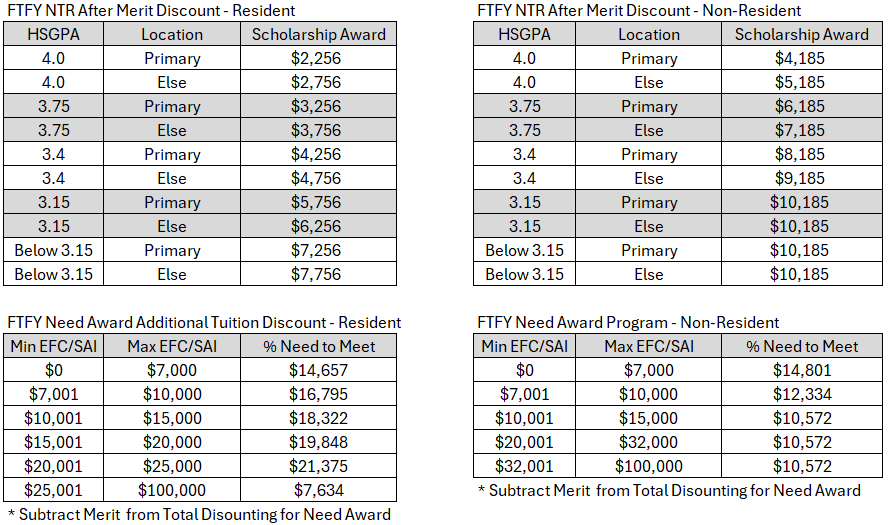 FTFY NTR After Merit Discount - Resident
HSGPA Location Scholarship Award
4.0 Primary $2,256
4.0 Else $2,756
3.75 Primary $3,256
3.75 Else $3,756
3.4 Primary $4,256
3.4 Else $4,756
3.15 Primary $5,756
3.15 Else $6,256
Below 3.15 Primary $7,256
Below 3.15 Else $7,756
FTFY NTR After Merit Discount - Non-Resident
HSGPA Location Scholarship Award
4.0 Primary $4,185
4.0 Else $5,185
3.75 Primary $6,185
3.75 Else $7,185
3.4 Primary $8,185
3.4 Else $9,185
3.15 Primary $10,185
3.15 Else $10,185
Below 3.15 Primary $10,185
Below 3.15 Else $10,185
FTFY Need Award Additional Tuition Discount - Resident
Min EFC/SAI Max EFC/SAI % Need to Meet
$0 $7,000 $14,657
$7,001 $10,000 $16,795
$10,001 $15,000 $18,322
$15,001 $20,000 $19,848
$20,001 $25,000 $21,375
$25,001 $100,000 $7,634
* Subtract Merit from Total Disounting for Need Award
FTFY Need Award Program - Non-Resident
Min EFC/SAI Max EFC/SAI % Need to Meet
$0 $7,000 $14,801
$7,001 $10,000 $12,334
$10,001 $15,000 $10,572
$20,001 $32,000 $10,572
$32,001 $100,000 $10,572
* Subtract Merit from Total Disounting for Need Award